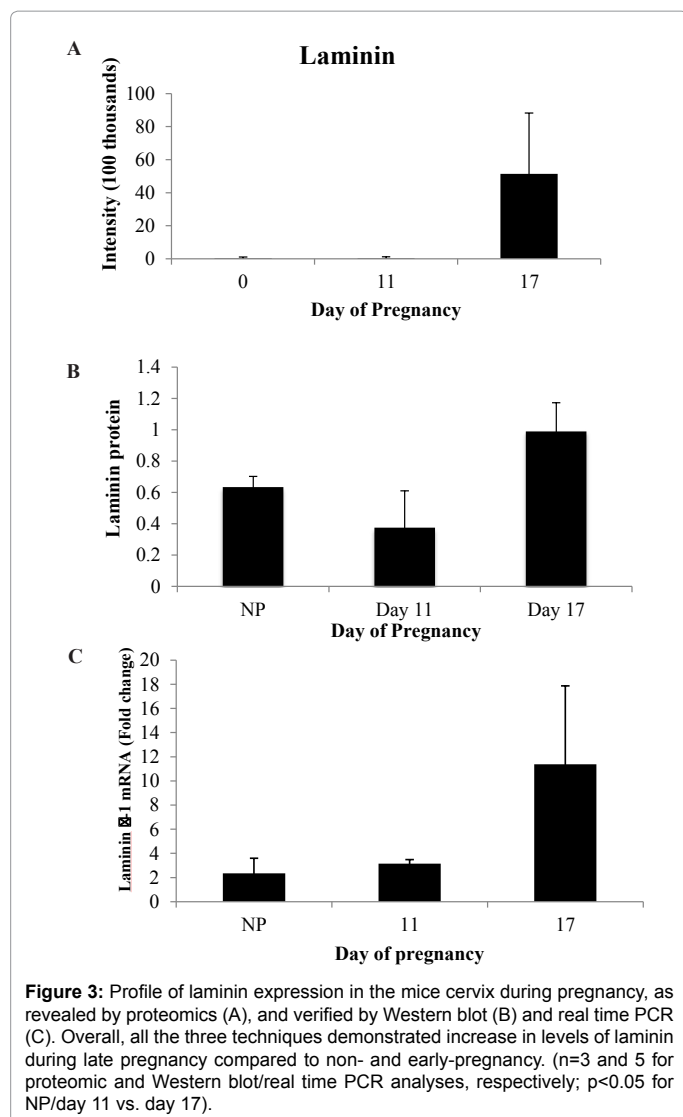 A
Laminin
Intensity (100 thousands)
100
80
60
40
20
0
0 11 17
Day of Pregnancy
B
Laminin protein
1.4
1.2
1
0.8
0.6
0.4
0.2
0
NP Day 11 Day 17
Day of Pregnancy
C
Laminin -1 mRNA (Fold change)
20
18
16
14
12
10
8
6
4
2
0
NP 11 17
Day of pregnancy
Figure 3: Profile of laminin expression in the mice cervix during pregnancy, as
revealed by proteomics (A), and verified by Western blot (B) and real time PCR
(C). Overall, all the three techniques demonstrated increase in levels of laminin
during late pregnancy compared to non- and early-pregnancy. (n=3 and 5 for
proteomic and Western blot/real time PCR analyses, respectively; p<0.05 for
NP/day 11 vs. day 17).